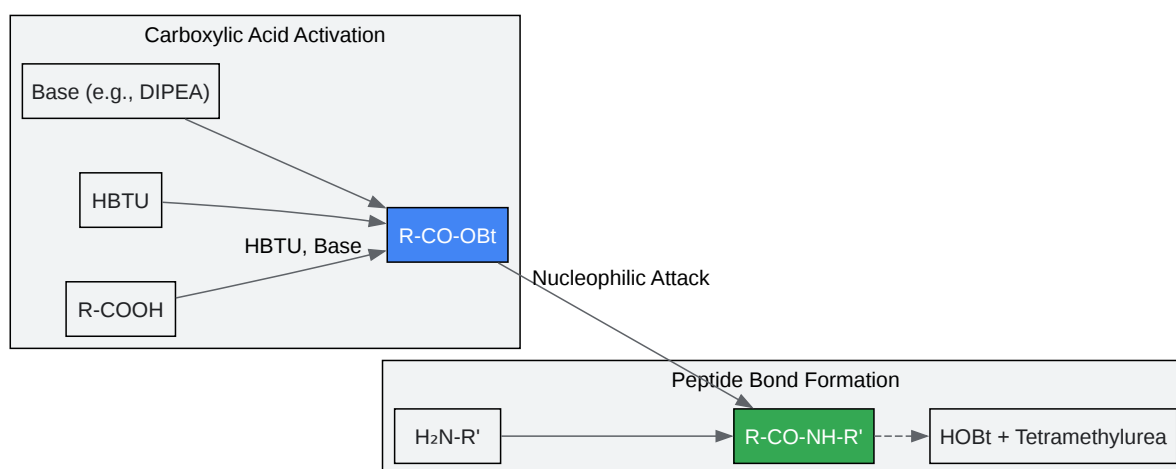 Carboxylic Acid Activation
Base (e.g., DIPEA)
HBTU
R-CO-OBt
HBTU, Base
R-COOH
Nucleophilic Attack
Peptide Bond Formation
H₂N-R'
R-CO-NH-R'
HOBt + Tetramethylurea